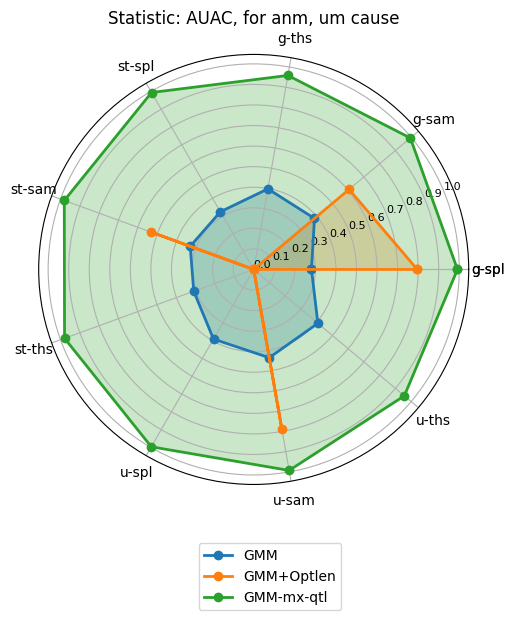 Statistic: AUAC, for anm, um cause
g-ths
st-spl
g-sam
st-sam
0.0 0.1 0.2 0.3 0.4 0.5 0.6 0.7 0.8 0.9 1.0
g-spl
st-ths
u-ths
u-spl
u-sam
GMM
GMM+Optlen
GMM-mx-qtl